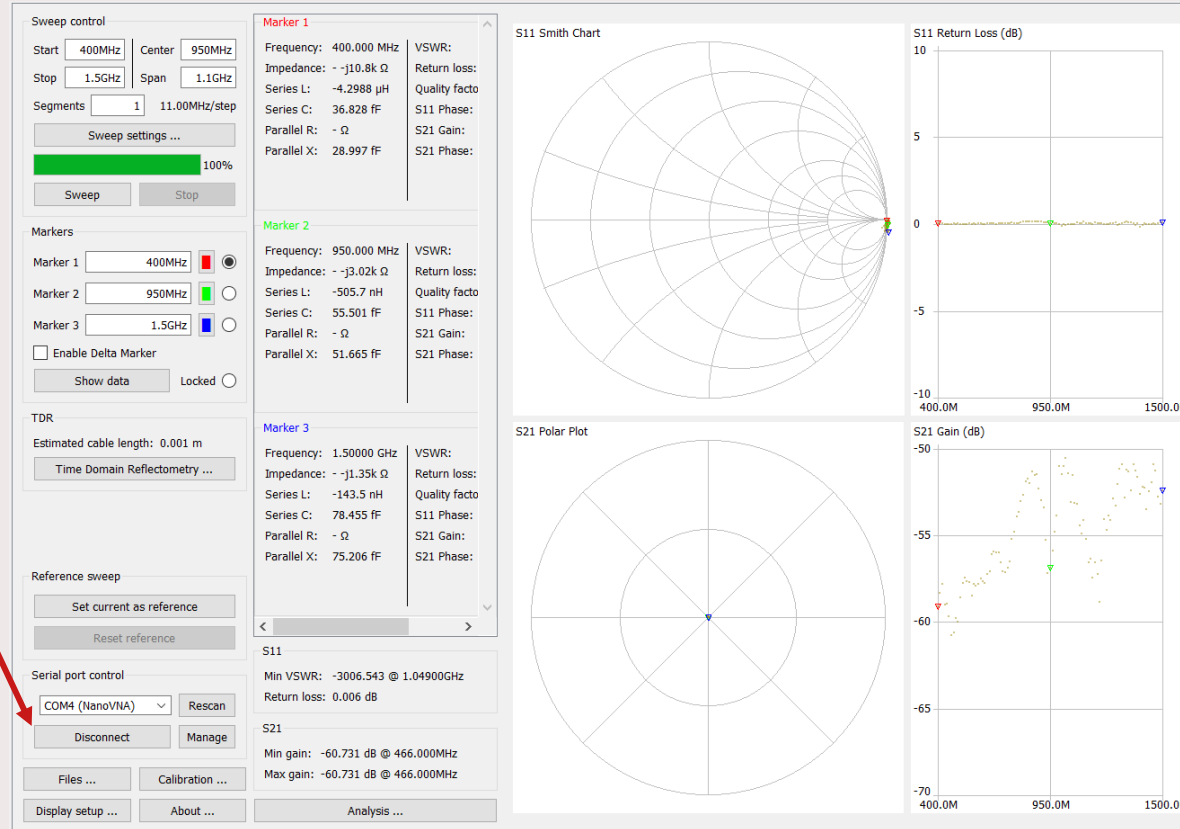 Sweep control
Start 400MHz Center 950MHz
Stop 1.5GHz Span 1.1GHz
Segments 1 11.00MHz/step
Sweep settings ...
100%
Sweep Stop
Markers
Marker 1 400MHz
Marker 2 950MHz
Marker 3 1.5GHz
Enable Delta Marker
Show data Locked
TDR
Estimated cable length: 0.001 m
Time Domain Reflectometry ...
Reference sweep
Set current as reference
Reset reference
Serial port control
COM4 (NanoVNA) Rescan
Disconnect Manage
Files ... Calibration ...
Display setup ... About ...
Marker 1
Frequency: 400.000 MHz VSWR:
Impedance: - -j10.8k Ω Return loss:
Series L: -4.2988 µH Quality facto
Series C: 36.828 fF S11 Phase:
Parallel R: - Ω S21 Gain:
Parallel X: 28.997 fF S21 Phase:
Marker 2
Frequency: 950.000 MHz VSWR:
Impedance: - -j3.02k Ω Return loss:
Series L: -505.7 nH Quality facto
Series C: 55.501 fF S11 Phase:
Parallel R: - Ω S21 Gain:
Parallel X: 51.665 fF S21 Phase:
Marker 3
Frequency: 1.50000 GHz VSWR:
Impedance: - -j1.35k Ω Return loss:
Series L: -143.5 nH Quality facto
Series C: 78.455 fF S11 Phase:
Parallel R: - Ω S21 Gain:
Parallel X: 75.206 fF S21 Phase:
S11
Min VSWR: -3006.543 @ 1.04900GHz
Return loss: 0.006 dB
S21
Min gain: -60.731 dB @ 466.000MHz
Max gain: -60.731 dB @ 466.000MHz
Analysis ...
S11 Smith Chart
S11 Return Loss (dB)
10
5
0
-5
-10
400.0M 950.0M 1500.0
S21 Polar Plot
S21 Gain (dB)
-50
-55
-60
-65
-70
400.0M 950.0M 1500.0